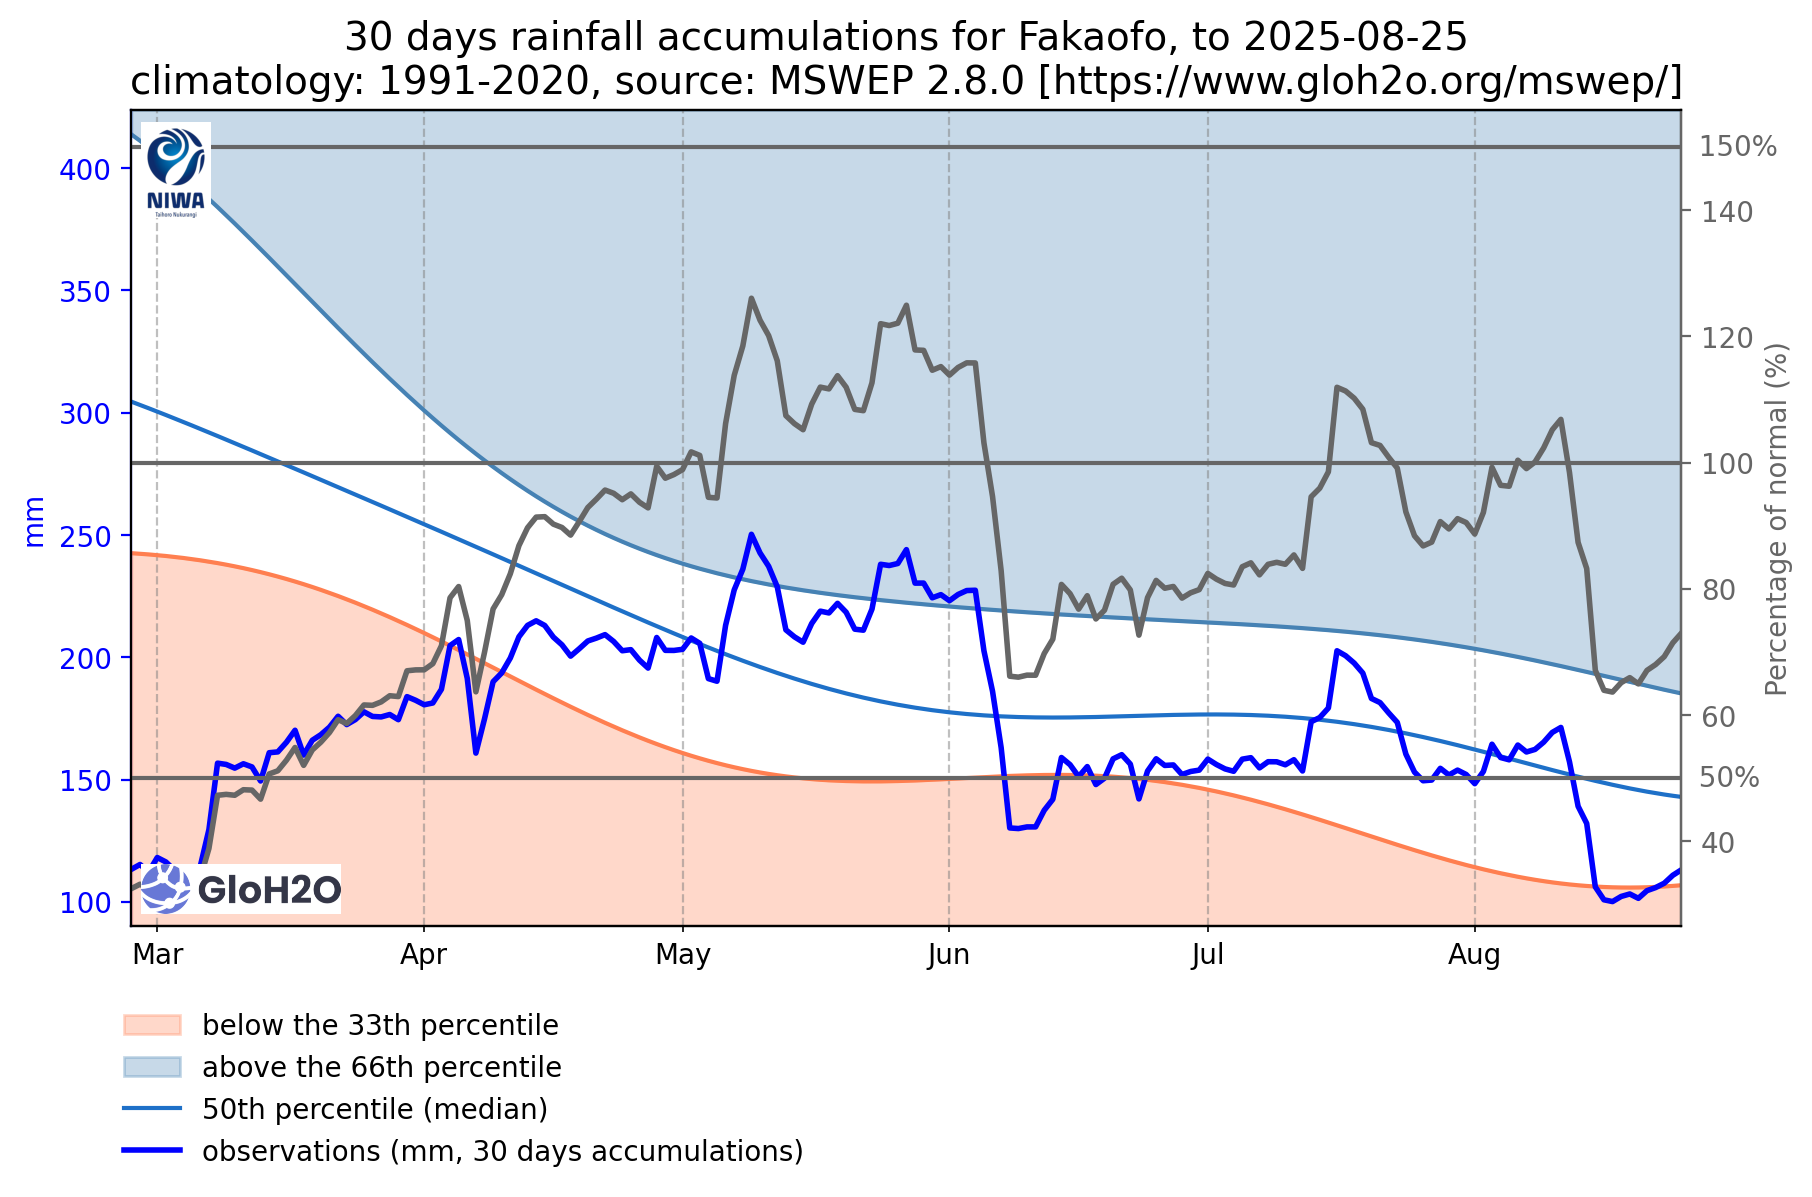 30 days rainfall accumulations for Fakaofo, to 2025-08-25
climatology: 1991-2020, source: MSWEP 2.8.0 [https://www.gloh2o.org/mswep/]
NIWA
Taihoro Nukurangi
400
350
300
250
200
150
100
mm
150%
140
120
100
80
60
50%
40
Percentage of normal (%)
GloH2O
Mar Apr May Jun Jul Aug
below the 33th percentile
above the 66th percentile
50th percentile (median)
observations (mm, 30 days accumulations)